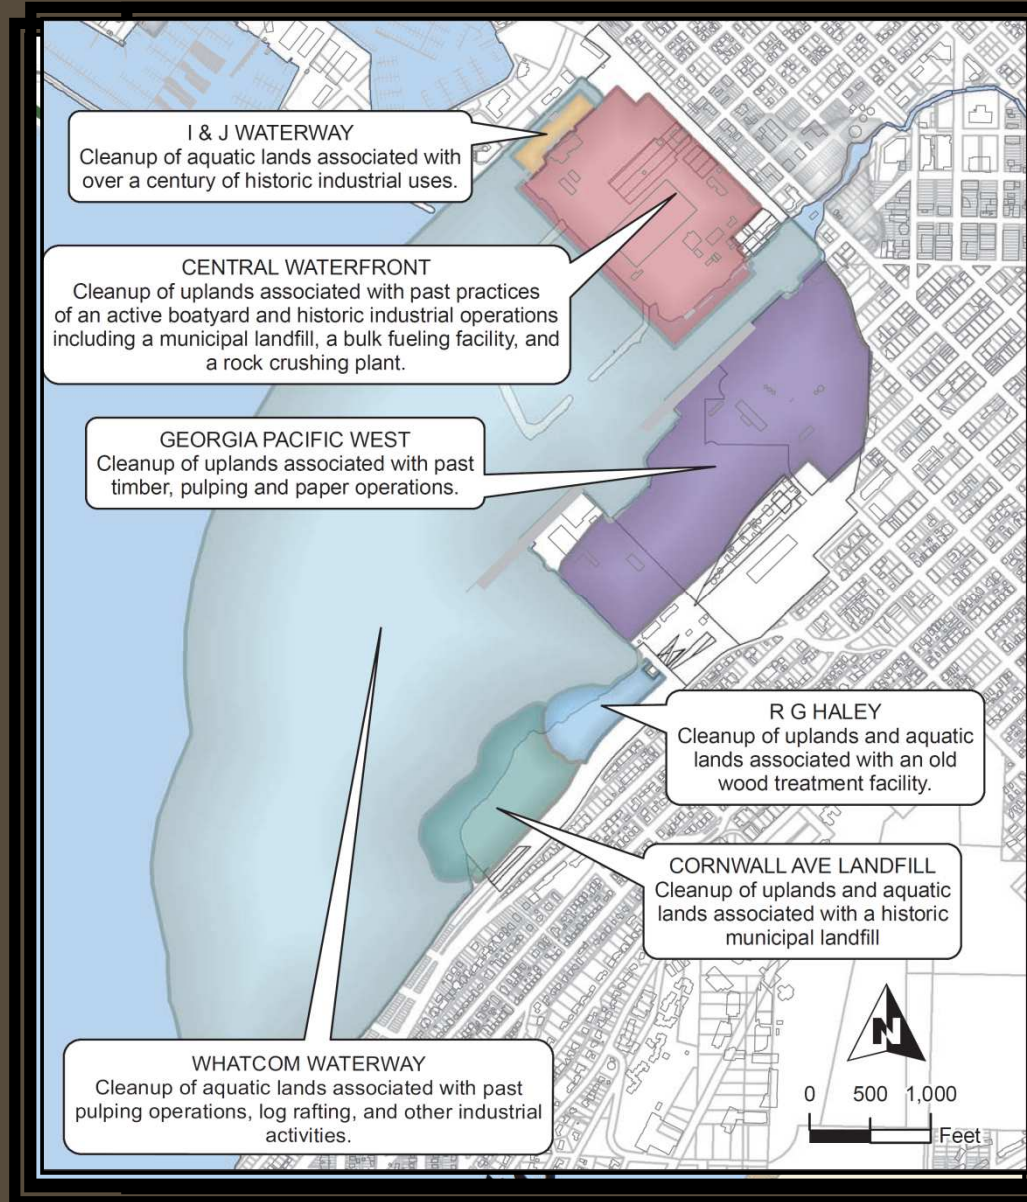 I & J WATERWAY
Cleanup of aquatic lands associated with
over a century of historic industrial uses.
CENTRAL WATERFRONT
Cleanup of uplands associated with past practices
of an active boatyard and historic industrial operations
including a municipal landfill, a bulk fueling facility, and
a rock crushing plant.
GEORGIA PACIFIC WEST
Cleanup of uplands associated with past
timber, pulping and paper operations.
R G HALEY
Cleanup of uplands and aquatic
lands associated with an old
wood treatment facility.
CORNWALL AVE LANDFILL
Cleanup of uplands and aquatic
lands associated with a historic
municipal landfill
WHATCOM WATERWAY
Cleanup of aquatic lands associated with past
pulping operations, log rafting, and other industrial
activities.
N
0 500 1,000
Feet